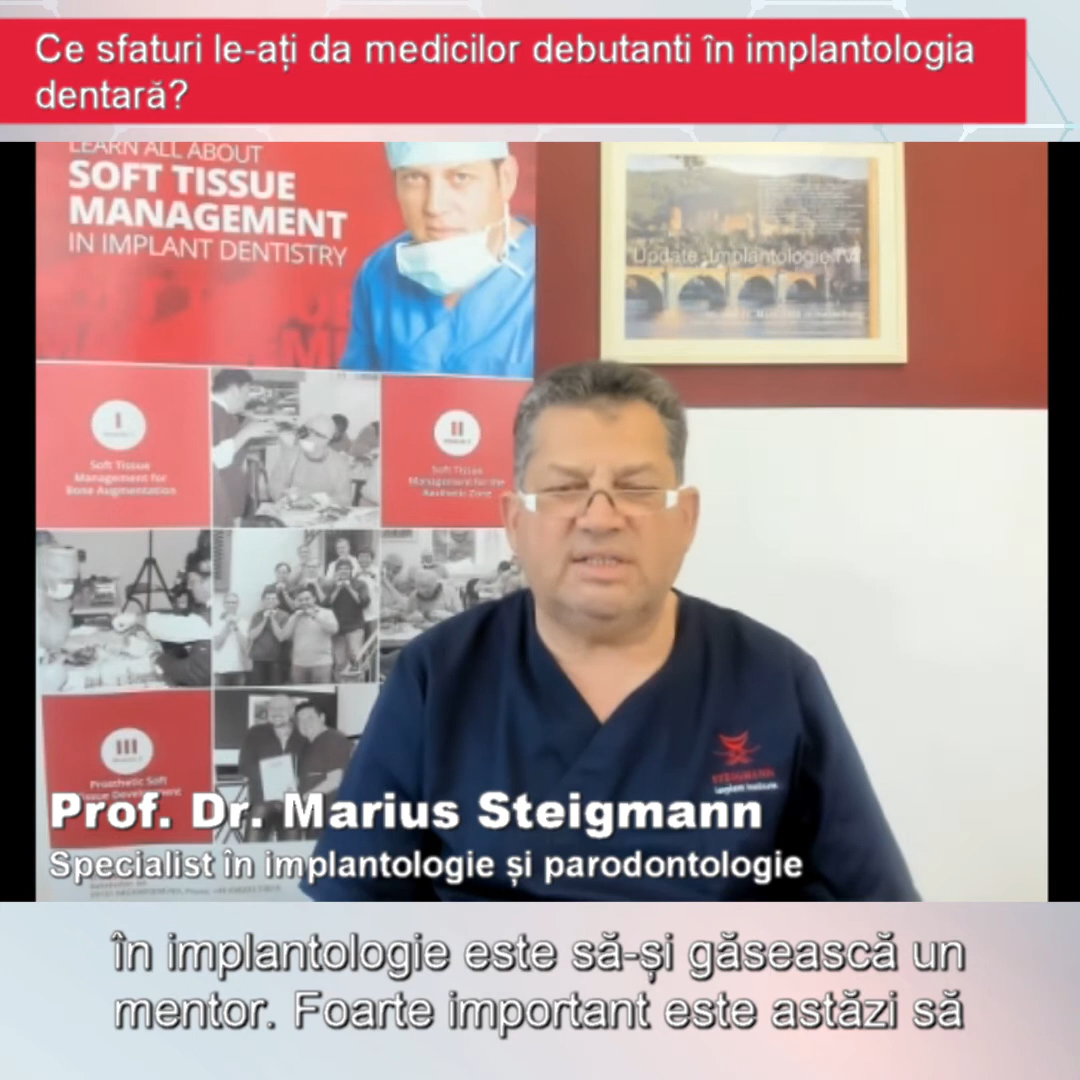 Ce sfaturi le-ați da medicilor debutanti în implantologia
dentară?
LEARN ALL ABOUT
SOFT TISSUE
MANAGEMENT
IN IMPLANT DENTISTRY
Update Implantologie IV
I
II
Soft Tissue
Management for
Bone Augmentation
Soft Tissue
Management for the
Aesthetic Zone
III
Prosthetic Soft
Tissue Development
STEIGMANN
Implant Institute
Prof. Dr. Marius Steigmann
Specialist în implantologie și parodontologie
în implantologie este să-și găsească un
mentor. Foarte important este astăzi să